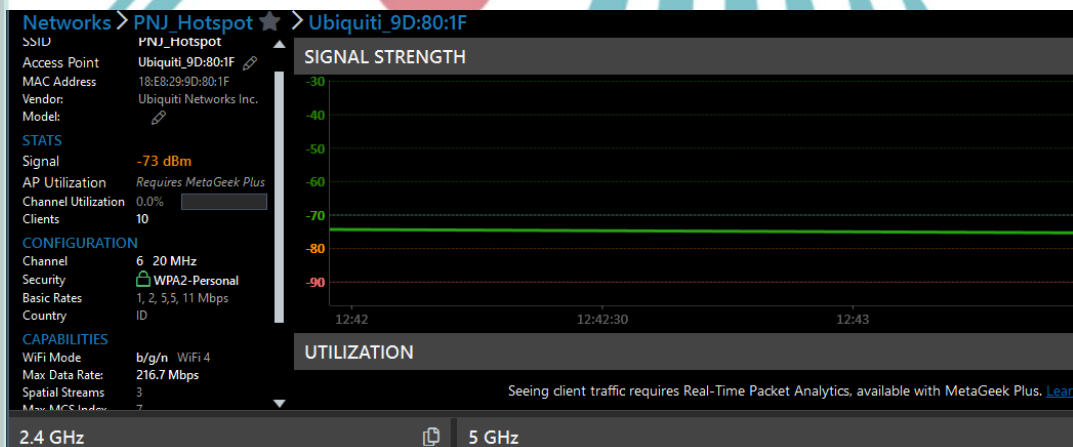 Networks > PNJ_Hotspot ★ > Ubiquiti_9D:80:1F
SSID PNJ_Hotspot
Access Point Ubiquiti_9D:80:1F
MAC Address 18:E8:29:9D:80:1F
Vendor: Ubiquiti Networks Inc.
Model:
STATS
Signal -73 dBm
AP Utilization Requires MetaGeek Plus
Channel Utilization 0.0%
Clients 10
CONFIGURATION
Channel 6 20 MHz
Security WPA2-Personal
Basic Rates 1, 2, 5,5, 11 Mbps
Country ID
CAPABILITIES
WiFi Mode b/g/n WiFi 4
Max Data Rate: 216.7 Mbps
Spatial Streams 3
Max MCS Index 7
SIGNAL STRENGTH
-30
-40
-50
-60
-70
-80
-90
12:42 12:42:30 12:43
UTILIZATION
Seeing client traffic requires Real-Time Packet Analytics, available with MetaGeek Plus.
2.4 GHz 5 GHz